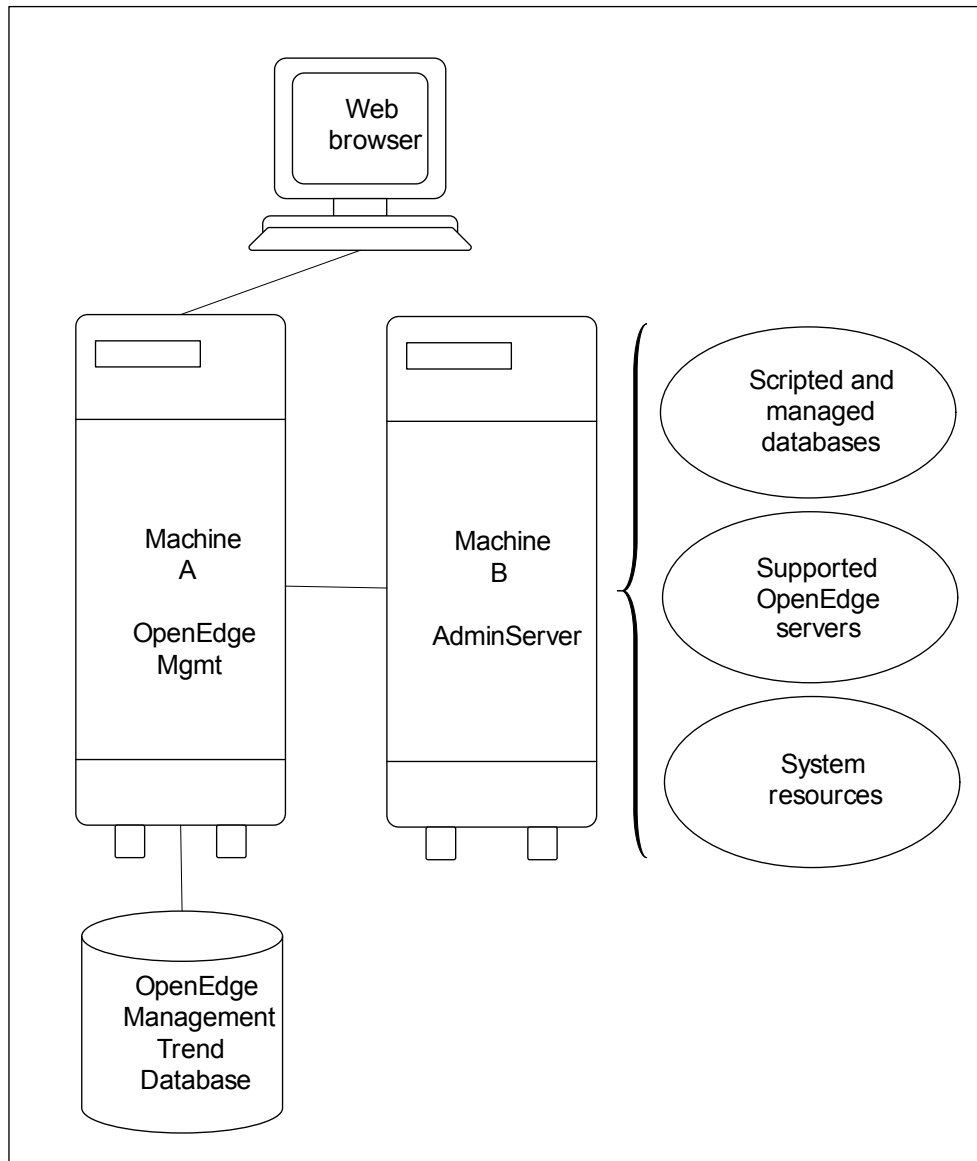 Web
browser
Machine
A
OpenEdge
Mgmt
Machine
B
AdminServer
Scripted and
managed
databases
Supported
OpenEdge
servers
System
resources
OpenEdge
Management
Trend
Database